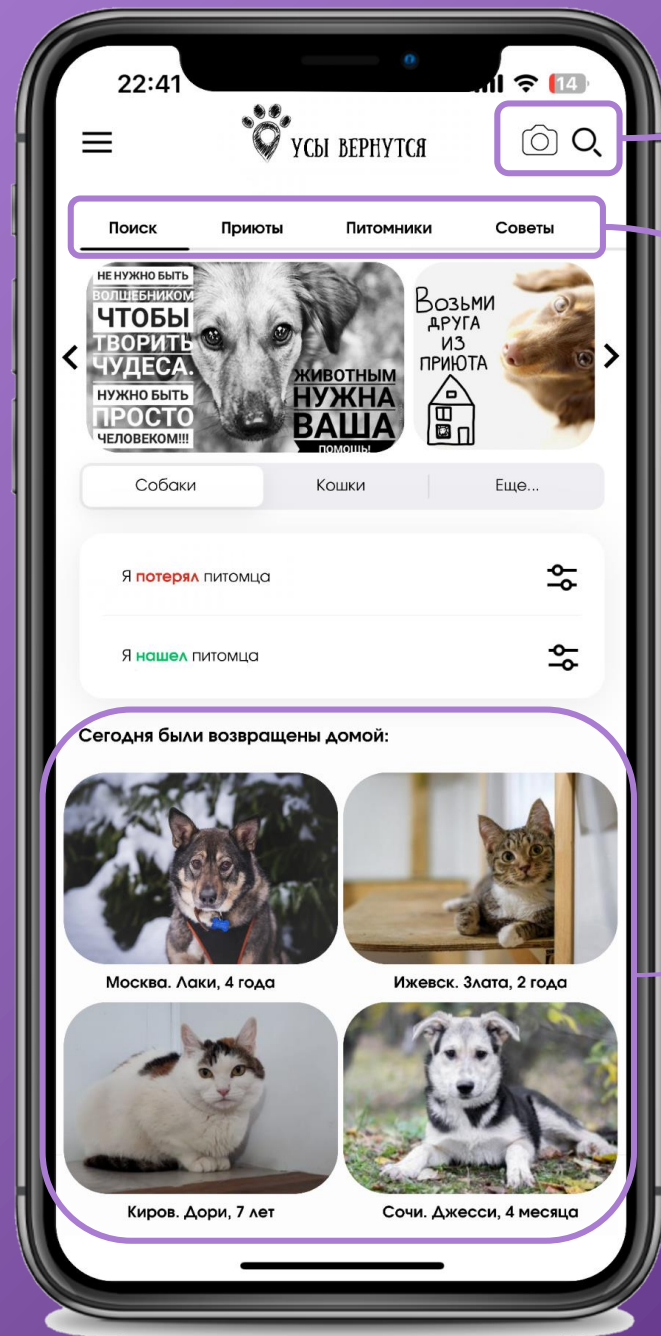 22:41
14
УСЫ ВЕРНУТСЯ
Поиск Приюты Питомники Советы
НЕ НУЖНО БЫТЬ
ВОЛШЕБНИКОМ
ЧТОБЫ
ТВОРИТЬ
ЧУДЕСА.
НУЖНО БЫТЬ
ПРОСТО
ЧЕЛОВЕКОМ!!!
ЖИВОТНЫМ
НУЖНА
ВАША
ПОМОЩЬ!
Возьми
ДРУГА
ИЗ
ПРИЮТА
Собаки Кошки Еще...
Я потерял питомца
Я нашел питомца
Сегодня были возвращены домой:
Москва. Лаки, 4 года
Ижевск. Злата, 2 года
Киров. Дори, 7 лет
Сочи. Джесси, 4 месяца